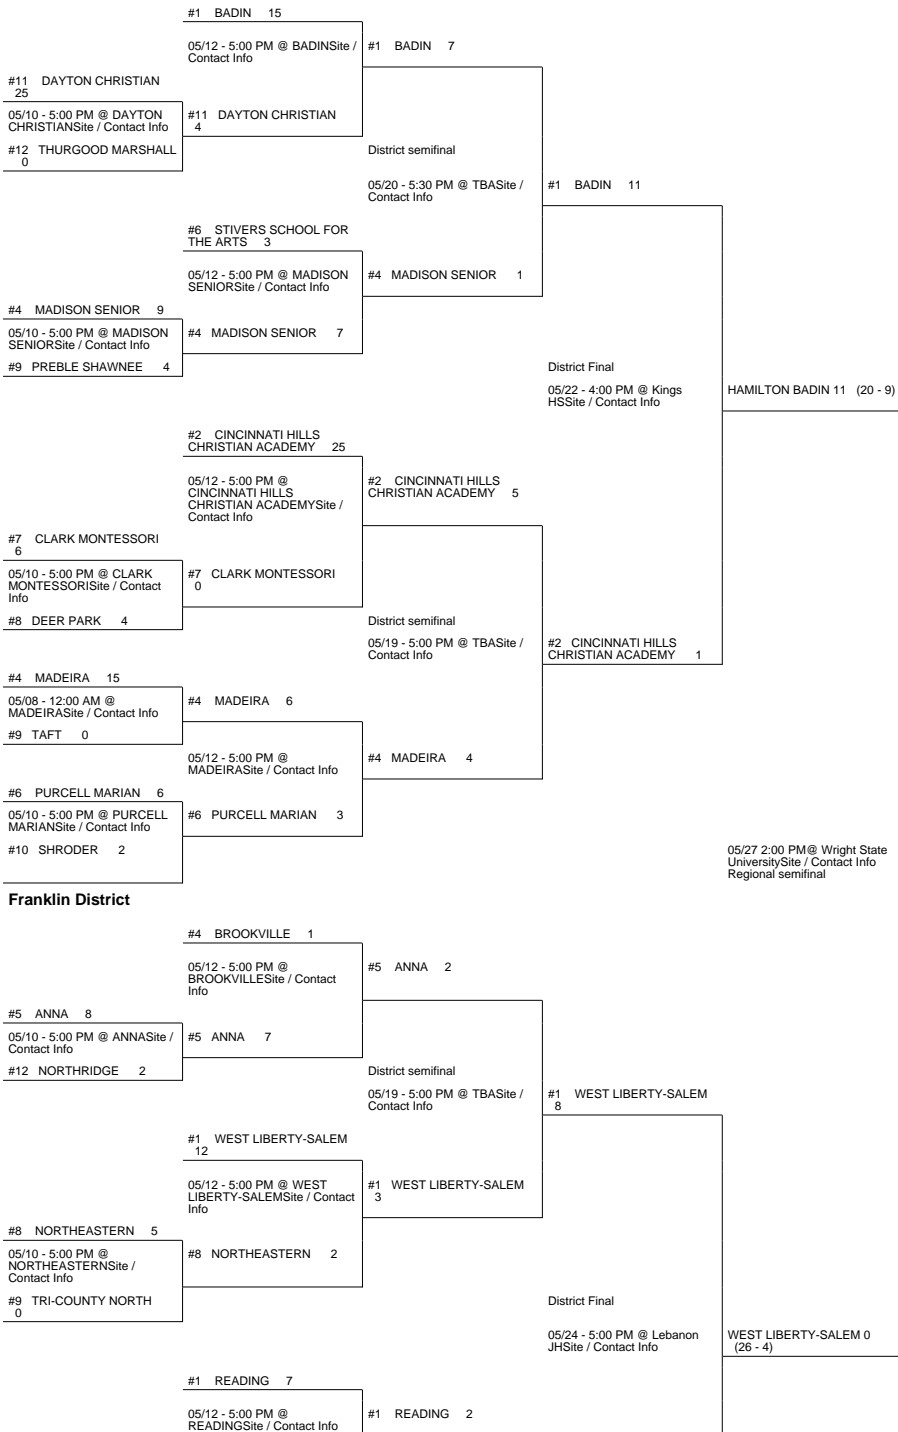 #1 BADIN 15
05/12 - 5:00 PM @ BADINSite /
Contact Info
#1 BADIN 7
#11 DAYTON CHRISTIAN
25
05/10 - 5:00 PM @ DAYTON
CHRISTIANSite / Contact Info
#11 DAYTON CHRISTIAN
4
#12 THURGOOD MARSHALL
0
District semifinal
05/20 - 5:30 PM @ TBASite /
Contact Info
#1 BADIN 11
#6 STIVERS SCHOOL FOR
THE ARTS 3
05/12 - 5:00 PM @ MADISON
SENIORSite / Contact Info
#4 MADISON SENIOR 1
#4 MADISON SENIOR 9
05/10 - 5:00 PM @ MADISON
SENIORSite / Contact Info
#4 MADISON SENIOR 7
#9 PREBLE SHAWNEE 4
District Final
05/22 - 4:00 PM @ Kings
HSSite / Contact Info
HAMILTON BADIN 11 (20 - 9)
#2 CINCINNATI HILLS
CHRISTIAN ACADEMY 25
05/12 - 5:00 PM @
CINCINNATI HILLS
CHRISTIAN ACADEMYSite /
Contact Info
#2 CINCINNATI HILLS
CHRISTIAN ACADEMY 5
#7 CLARK MONTESSORI
6
05/10 - 5:00 PM @ CLARK
MONTESSORISite / Contact
Info
#7 CLARK MONTESSORI
0
#8 DEER PARK 4
District semifinal
05/19 - 5:00 PM @ TBASite /
Contact Info
#2 CINCINNATI HILLS
CHRISTIAN ACADEMY 1
#4 MADEIRA 15
05/08 - 12:00 AM @
MADEIRASite / Contact Info
#4 MADEIRA 6
#9 TAFT 0
05/12 - 5:00 PM @
MADEIRASite / Contact Info
#4 MADEIRA 4
#6 PURCELL MARIAN 6
05/10 - 5:00 PM @ PURCELL
MARIANSite / Contact Info
#6 PURCELL MARIAN 3
#10 SHRODER 2
05/27 2:00 PM@ Wright State
UniversitySite / Contact Info
Regional semifinal
Franklin District
#4 BROOKVILLE 1
05/12 - 5:00 PM @
BROOKVILLESite / Contact
Info
#5 ANNA 2
#5 ANNA 8
05/10 - 5:00 PM @ ANNASite /
Contact Info
#5 ANNA 7
#12 NORTHRIDGE 2
District semifinal
05/19 - 5:00 PM @ TBASite /
Contact Info
#1 WEST LIBERTY-SALEM
8
#1 WEST LIBERTY-SALEM
12
05/12 - 5:00 PM @ WEST
LIBERTY-SALEMSite / Contact
Info
#1 WEST LIBERTY-SALEM
3
#8 NORTHEASTERN 5
05/10 - 5:00 PM @
NORTHEASTERNSite /
Contact Info
#8 NORTHEASTERN 2
#9 TRI-COUNTY NORTH
0
District Final
05/24 - 5:00 PM @ Lebanon
JHSite / Contact Info
WEST LIBERTY-SALEM 0
(26 - 4)
#1 READING 7
05/12 - 5:00 PM @
READINGSite / Contact Info
#1 READING 2